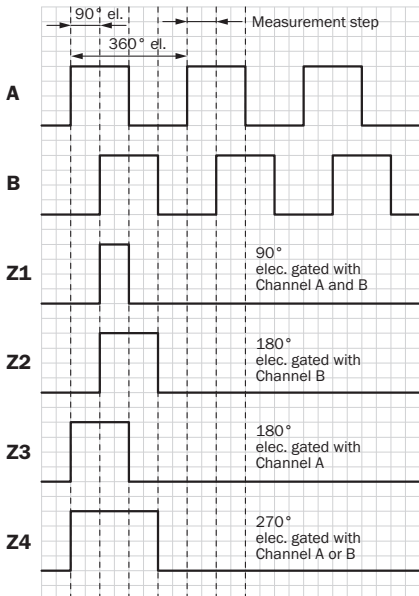 90° el.
Measurement step
360° el.
A
B
Z1
90°
elec. gated with
Channel A and B
Z2
180°
elec. gated with
Channel B
Z3
180°
elec. gated with
Channel A
Z4
270°
elec. gated with
Channel A or B